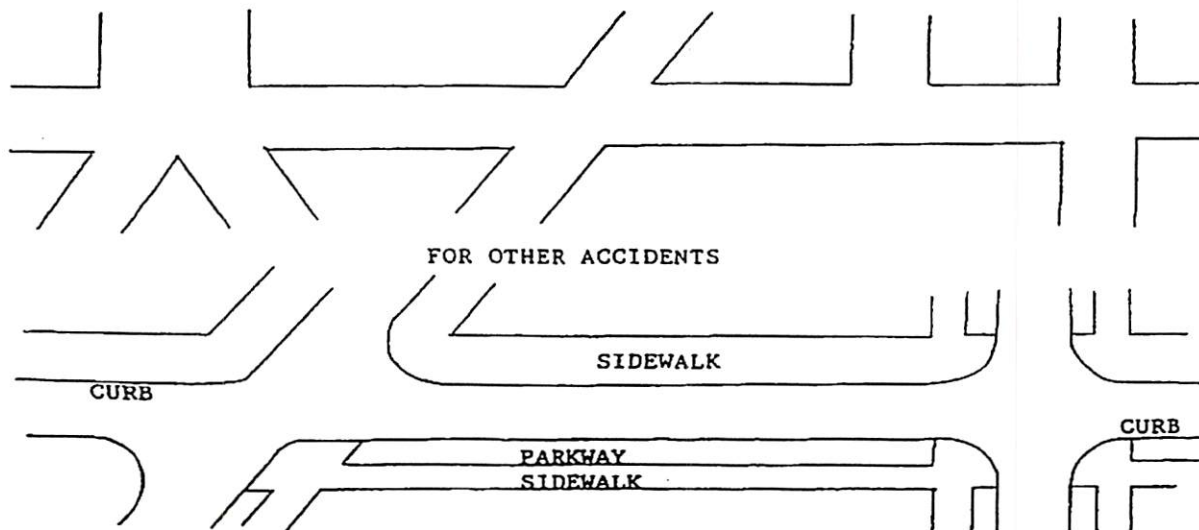 FOR OTHER ACCIDENTS
SIDEWALK
CURB
CURB
PARKWAY
SIDEWALK